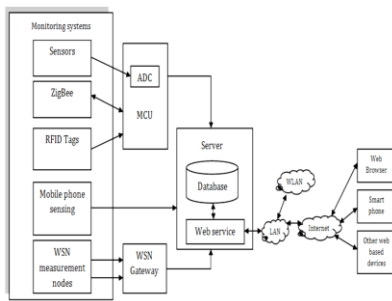 Monitoring systems
Sensors
ZigBee
RFID Tags
Mobile phone
sensing
WSN
measurement
nodes
ADC
MCU
WSN
Gateway
Server
Database
Web service
WLAN
LAN
Internet
Web
Browser
Smart
phone
Other web
based
devices